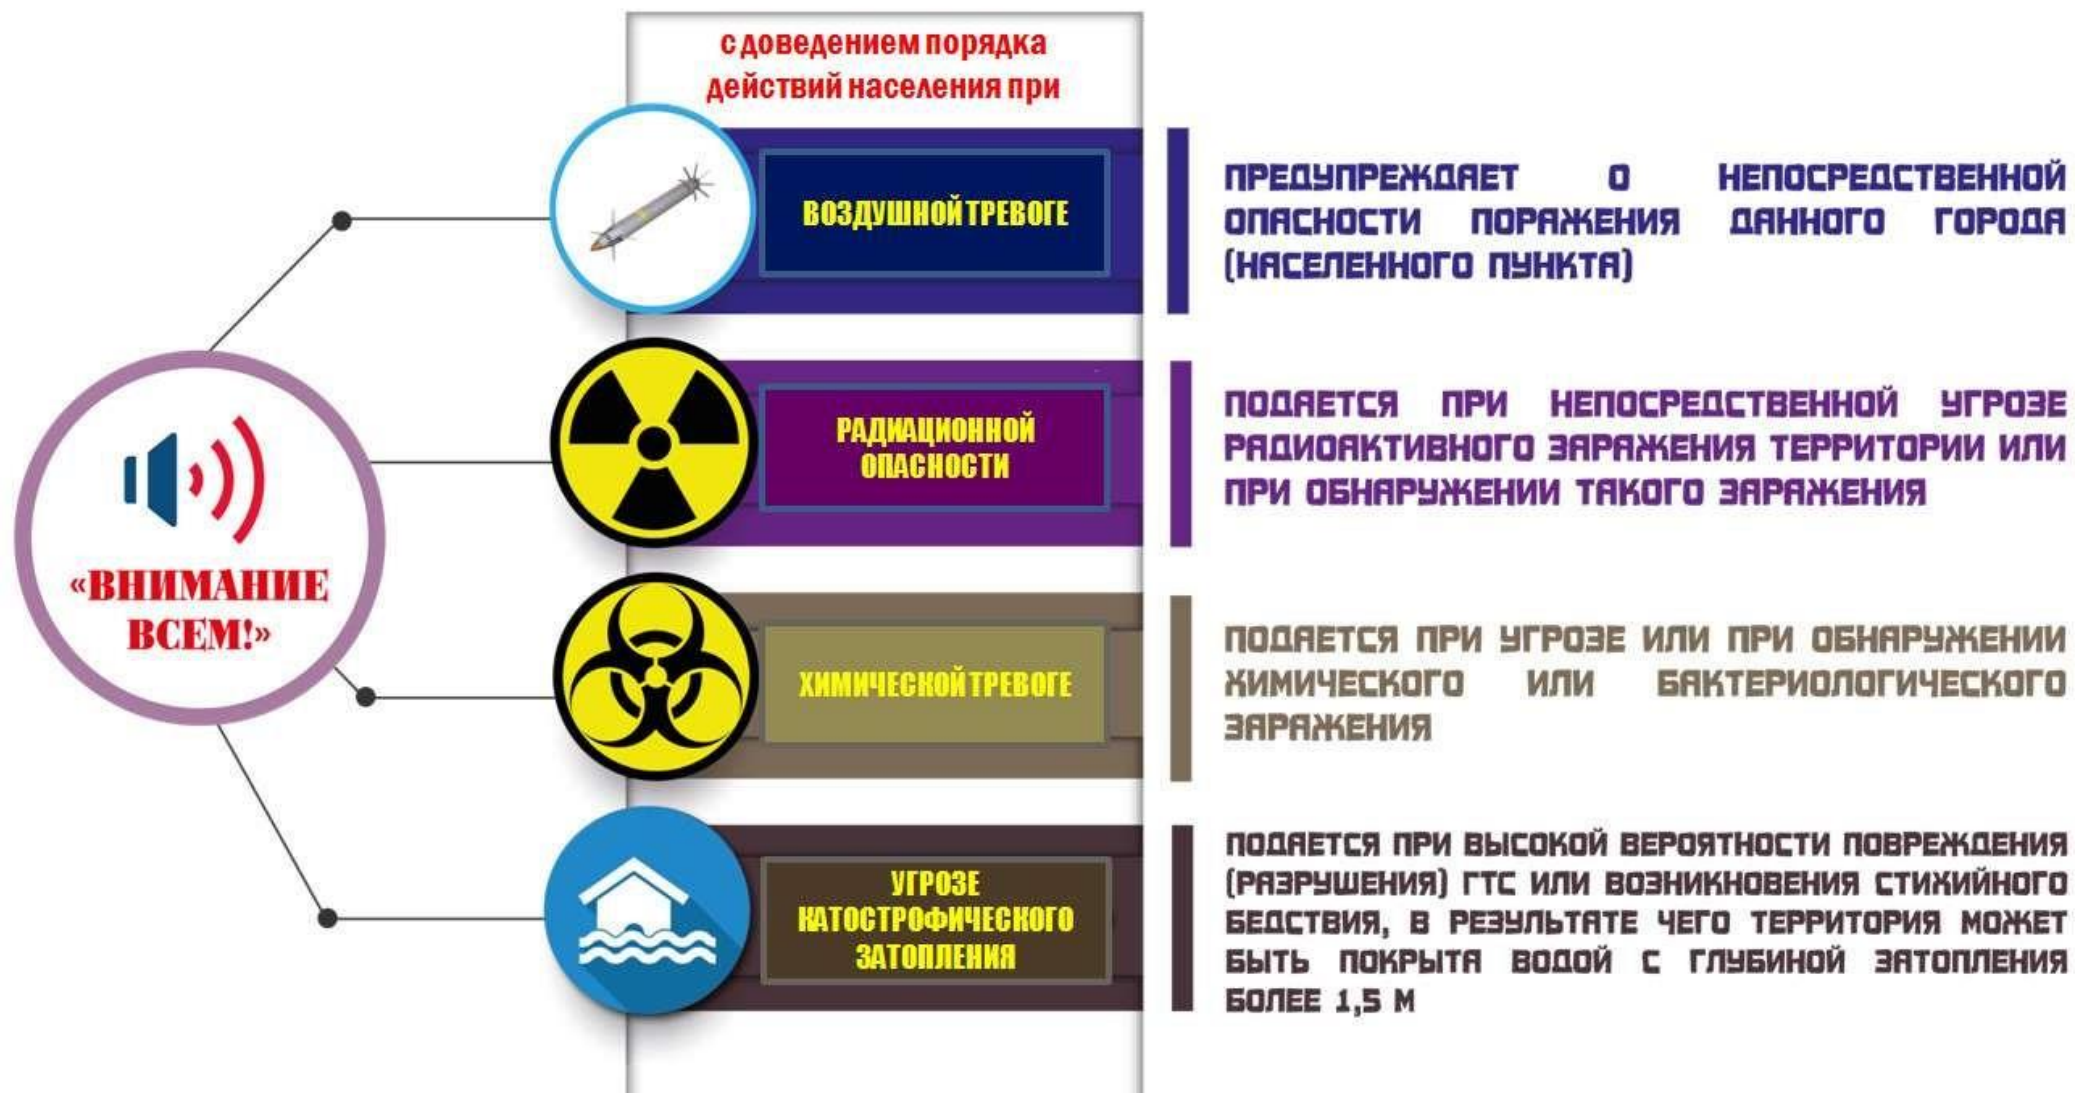 с доведением порядка
действий населения при
«ВНИМАНИЕ
ВСЕМ!»
ВОЗДУШНОЙ ТРЕВОГЕ
ПРЕДУПРЕЖДАЕТ О НЕПОСРЕДСТВЕННОЙ
ОПАСНОСТИ ПОРАЖЕНИЯ ДАННОГО ГОРОДА
(НАСЕЛЕННОГО ПУНКТА)
РАДИАЦИОННОЙ
ОПАСНОСТИ
ПОДАЕТСЯ ПРИ НЕПОСРЕДСТВЕННОЙ УГРОЗЕ
РАДИОАКТИВНОГО ЗАРАЖЕНИЯ ТЕРРИТОРИИ ИЛИ
ПРИ ОБНАРУЖЕНИИ ТАКОГО ЗАРАЖЕНИЯ
ХИМИЧЕСКОЙ ТРЕВОГЕ
ПОДАЕТСЯ ПРИ УГРОЗЕ ИЛИ ПРИ ОБНАРУЖЕНИИ
ХИМИЧЕСКОГО ИЛИ БАКТЕРИОЛОГИЧЕСКОГО
ЗАРАЖЕНИЯ
УГРОЗЕ
КАТОСТРОФИЧЕСКОГО
ЗАТОПЛЕНИЯ
ПОДАЕТСЯ ПРИ ВЫСОКОЙ ВЕРОЯТНОСТИ ПОВРЕЖДЕНИЯ
(РАЗРУШЕНИЯ) ГТС ИЛИ ВОЗНИКНОВЕНИЯ СТИХИЙНОГО
БЕДСТВИЯ, В РЕЗУЛЬТАТЕ ЧЕГО ТЕРРИТОРИЯ МОЖЕТ
БЫТЬ ПОКРЫТА ВОДОЙ С ГЛУБИНОЙ ЗАТОПЛЕНИЯ
БОЛЕЕ 1,5 М